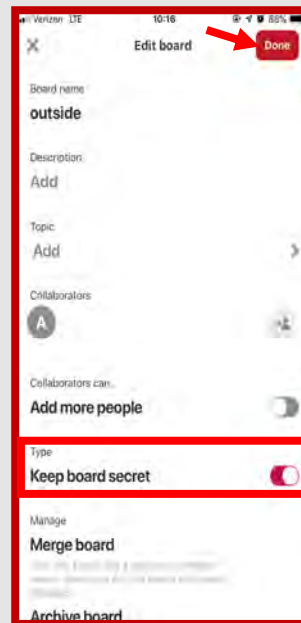 Verizon LTE 10:16 88%
Edit board Done
Board name
outside
Description
Add
Topic
Add
Collaborators
A
Collaborators can...
Add more people
Type
Keep board secret
Manage
Merge board
Archive board